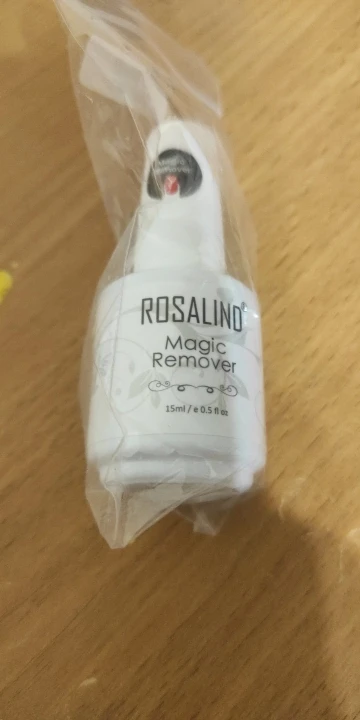 ROSALIND®
Magic
Remover
15ml / e 0.5 fl oz